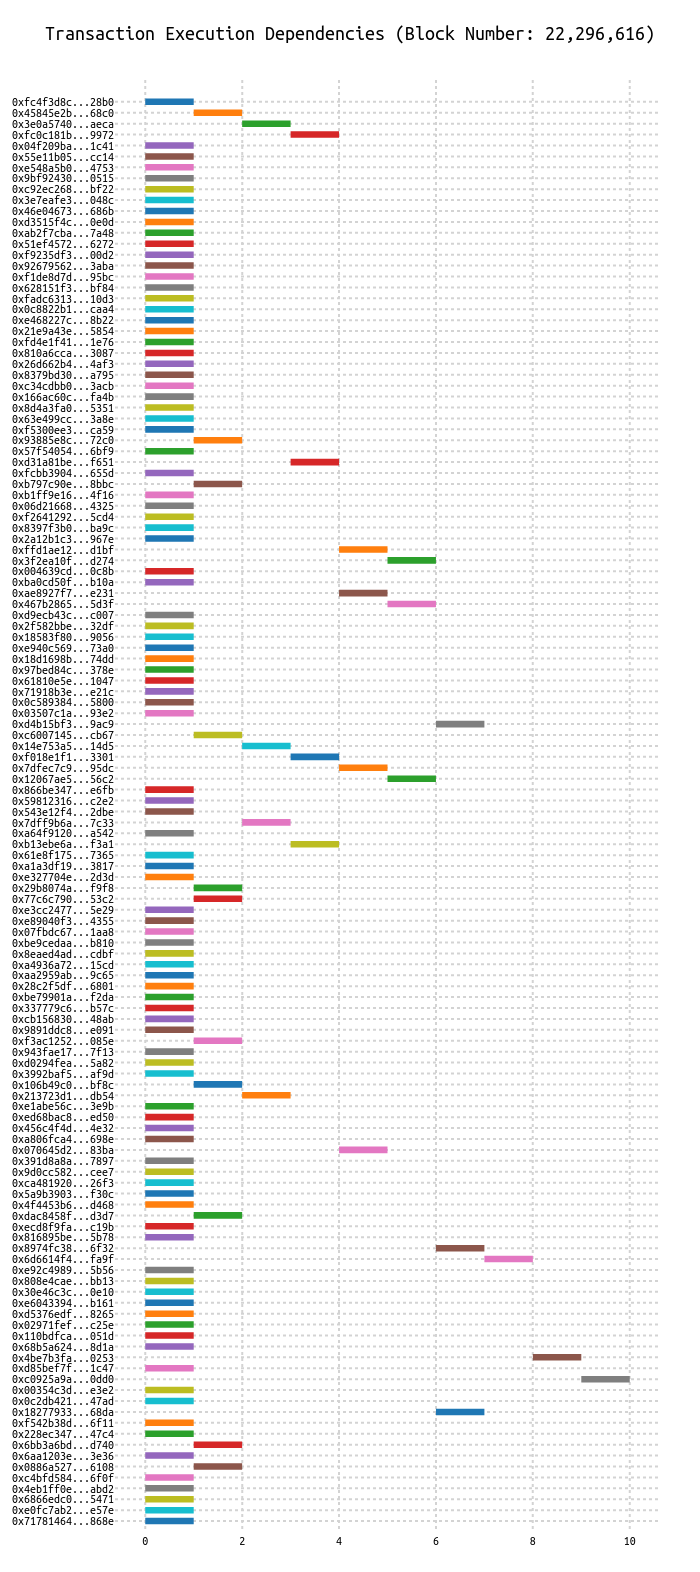 Transaction Execution Dependencies (Block Number: 22,296,616)
0xfc4f3d8c...28b0
0x45845e2b...68c0
0x3e0a5740...aeca
0xfc0c181b...9972
0x04f209ba...1c41
0x55e11b05...cc14
0xe548a5b0...4753
0x9bf92430...0515
0xc92ec268...bf22
0x3e7eafe3...048c
0x46e04673...686b
0xd3515f4c...0e0d
0xab2f7cba...7a48
0x51ef4572...6272
0xf9235df3...00d2
0x92679562...3aba
0xf1de8d7d...95bc
0x628151f3...bf84
0xfadc6313...10d3
0x0c8822b1...caa4
0xe468227c...8b22
0x21e9a43e...5854
0xfd4e1f41...1e76
0x810a6cca...3087
0x26d662b4...4af3
0x8379bd30...a795
0xc34cdbb0...3acb
0x166ac60c...fa4b
0x8d4a3fa0...5351
0x63e499cc...3a8e
0xf5300ee3...ca59
0x93885e8c...72c0
0x57f54054...6bf9
0xd31a81be...f651
0xfcbb3904...655d
0xb797c90e...8bbc
0xb1ff9e16...4f16
0x06d21668...4325
0xf2641292...5cd4
0x8397f3b0...ba9c
0x2a12b1c3...967e
0xffd1ae12...d1bf
0x3f2ea10f...d274
0x004639cd...0c8b
0xba0cd50f...b10a
0xae8927f7...e231
0x467b2865...5d3f
0xd9ecb43c...c007
0x2f582bbe...32df
0x18583f80...9056
0xe940c569...73a0
0x18d1698b...74dd
0x97bed84c...378e
0x61810e5e...1047
0x71918b3e...e21c
0x0c589384...5800
0x03507c1a...93e2
0xd4b15bf3...9ac9
0xc6007145...cb67
0x14e753a5...14d5
0xf018e1f1...3301
0x7dfec7c9...95dc
0x12067ae5...56c2
0x866be347...e6fb
0x59812316...c2e2
0x543e12f4...2dbe
0x7dff9b6a...7c33
0xa64f9120...a542
0xb13ebe6a...f3a1
0x61e8f175...7365
0xa1a3df19...3817
0xe327704e...2d3d
0x29b8074a...f9f8
0x77c6c790...53c2
0xe3cc2477...5e29
0xe89040f3...4355
0x07fbdc67...1aa8
0xbe9cedaa...b810
0x8eaed4ad...cdbf
0xa4936a72...15cd
0xaa2959ab...9c65
0x28c2f5df...6801
0xbe79901a...f2da
0x337779c6...b57c
0xcb156830...48ab
0x9891ddc8...e091
0xf3ac1252...085e
0x943fae17...7f13
0xd0294fea...5a82
0x3992baf5...af9d
0x106b49c0...bf8c
0x213723d1...db54
0xe1abe56c...3e9b
0xed68bac8...ed50
0x456c4f4d...4e32
0xa806fca4...698e
0x070645d2...83ba
0x391d8a8a...7897
0x9d0cc582...cee7
0xca481920...26f3
0x5a9b3903...f30c
0x4f4453b6...d468
0xdac8458f...d3d7
0xecd8f9fa...c19b
0x816895be...5b78
0x8974fc38...6f32
0x6d6614f4...fa9f
0xe92c4989...5b56
0x808e4cae...bb13
0x30e46c3c...0e10
0xe6043394...b161
0xd5376edf...8265
0x02971fef...c25e
0x110bdfca...051d
0x68b5a624...8d1a
0x4be7b3fa...0253
0xd85bef7f...1c47
0xc0925a9a...0dd0
0x00354c3d...e3e2
0x0c2db421...47ad
0x18277933...68da
0xf542b38d...6f11
0x228ec347...47c4
0x6bb3a6bd...d740
0x6aa1203e...3e36
0x0886a527...6108
0xc4bfd584...6f0f
0x4eb1ff0e...abd2
0x6866edc0...5471
0xe0fc7ab2...e57e
0x71781464...868e
0 2 4 6 8 10